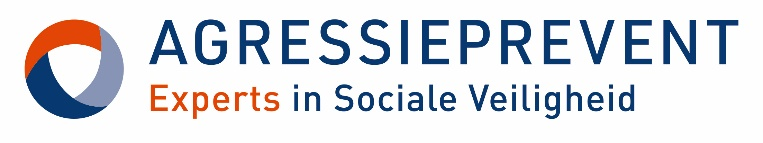 AGRESSIEPREVENT
Experts in Sociale Veiligheid